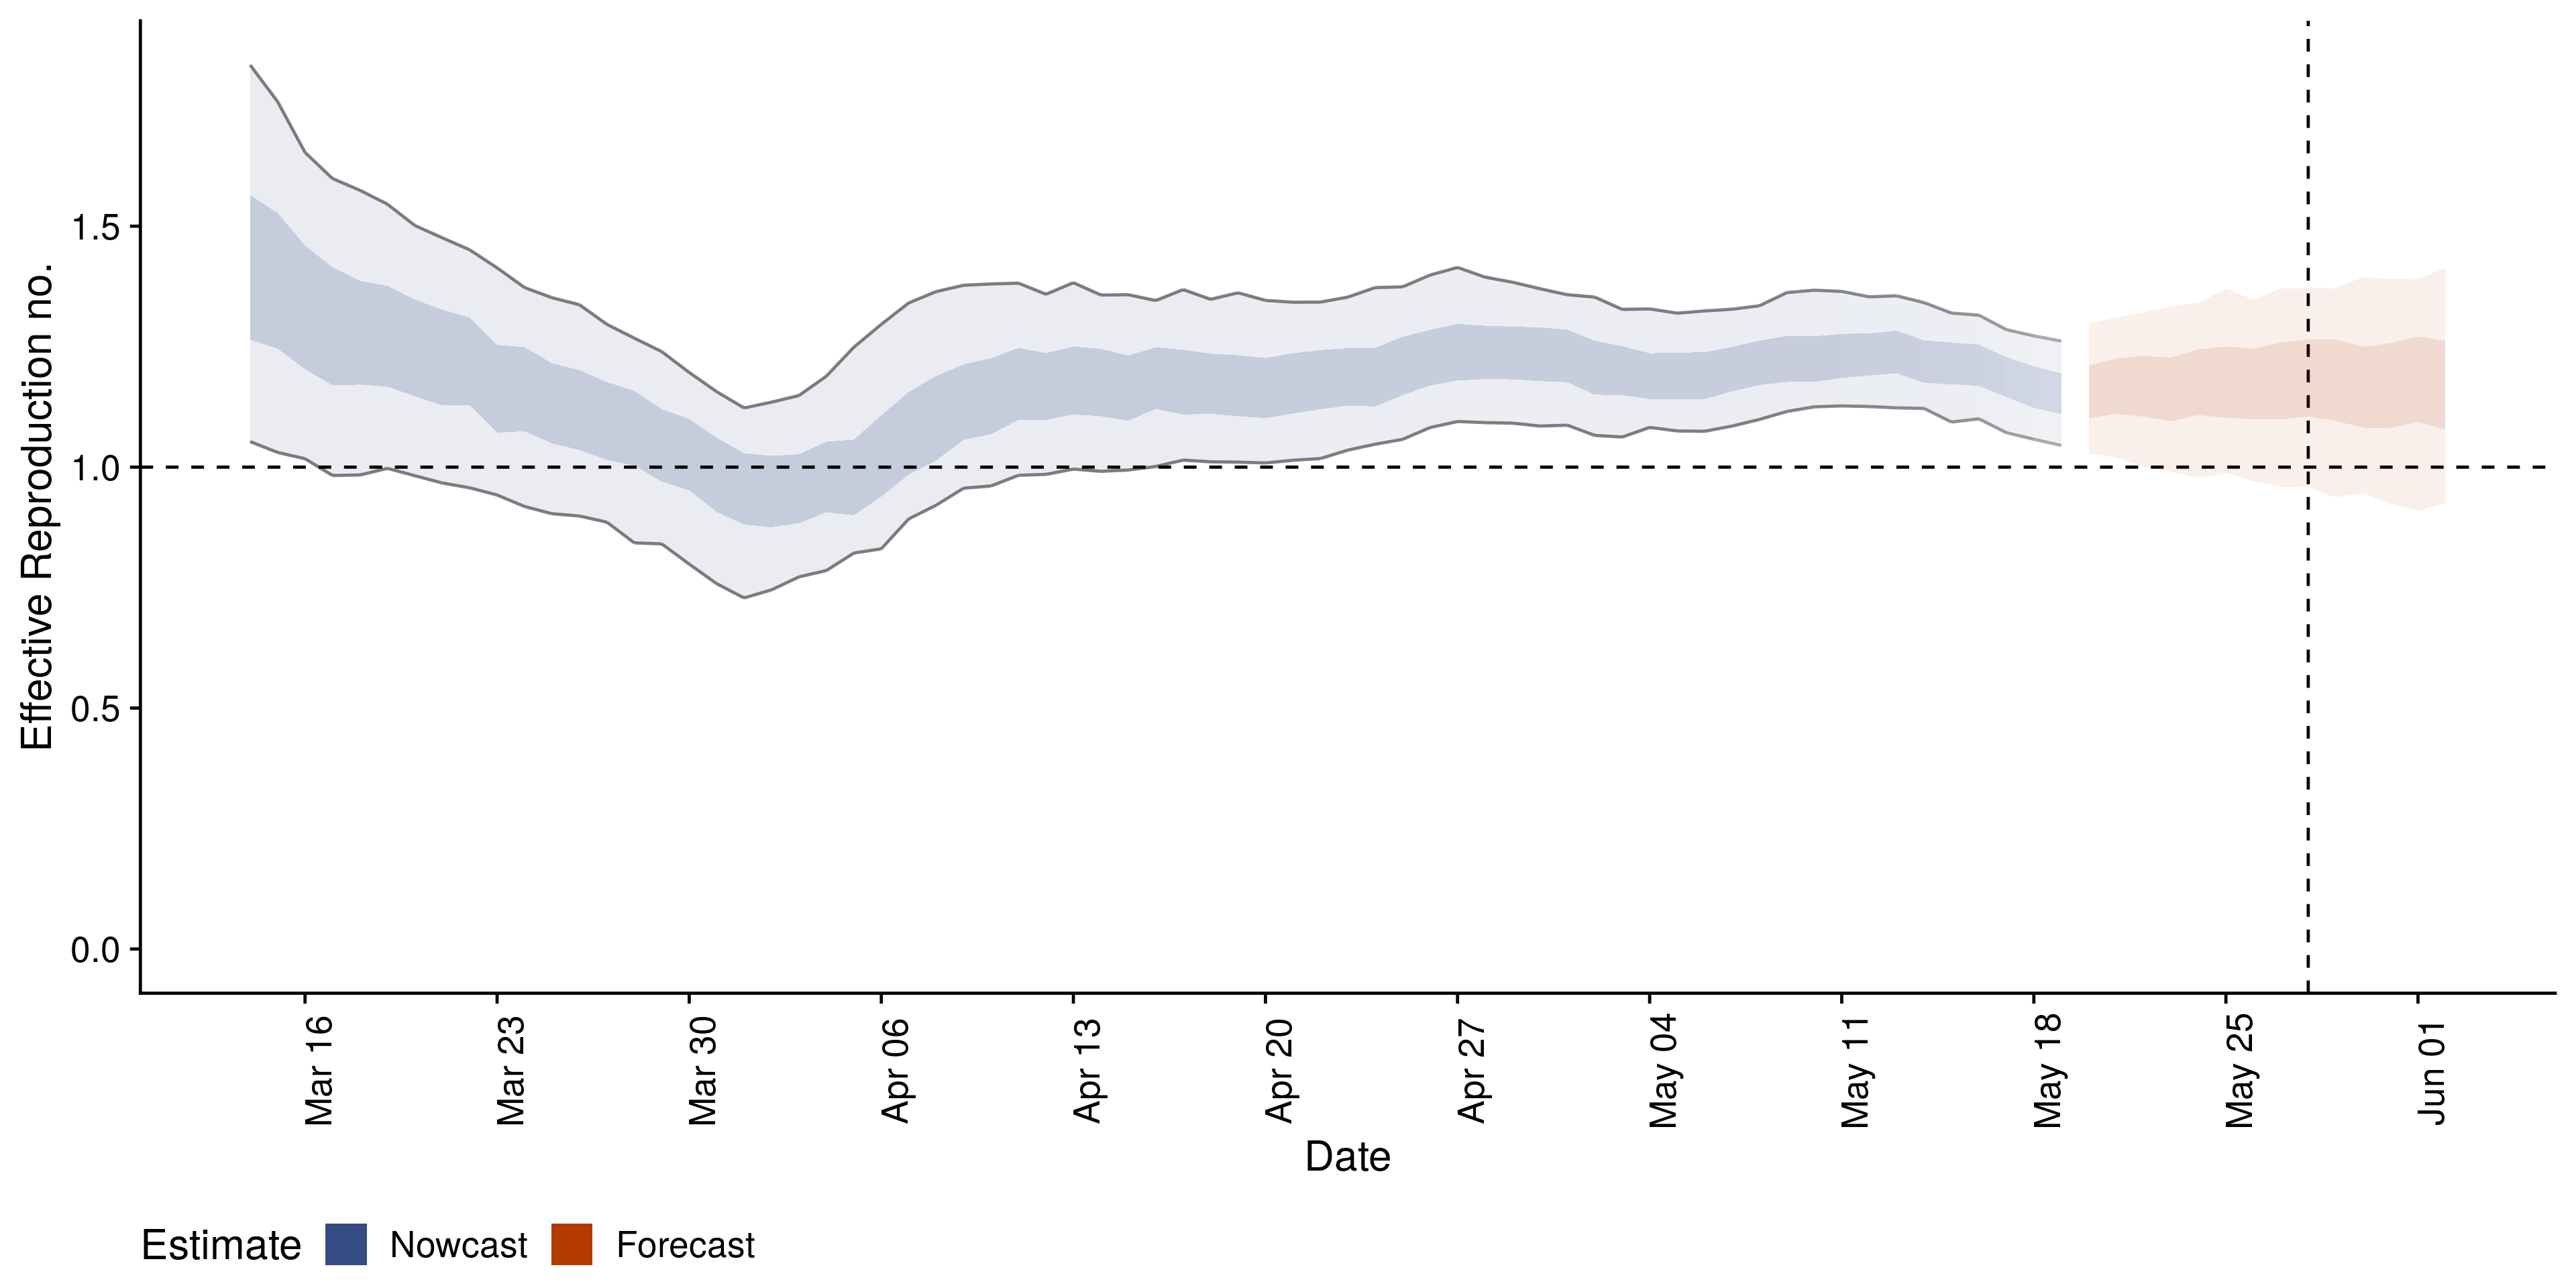 Effective Reproduction no.
1.5
1.0
0.5
0.0
Mar 16
Mar 23
Mar 30
Apr 06
Apr 13
Apr 20
Apr 27
May 04
May 11
May 18
May 25
Jun 01
Date
Estimate Nowcast Forecast